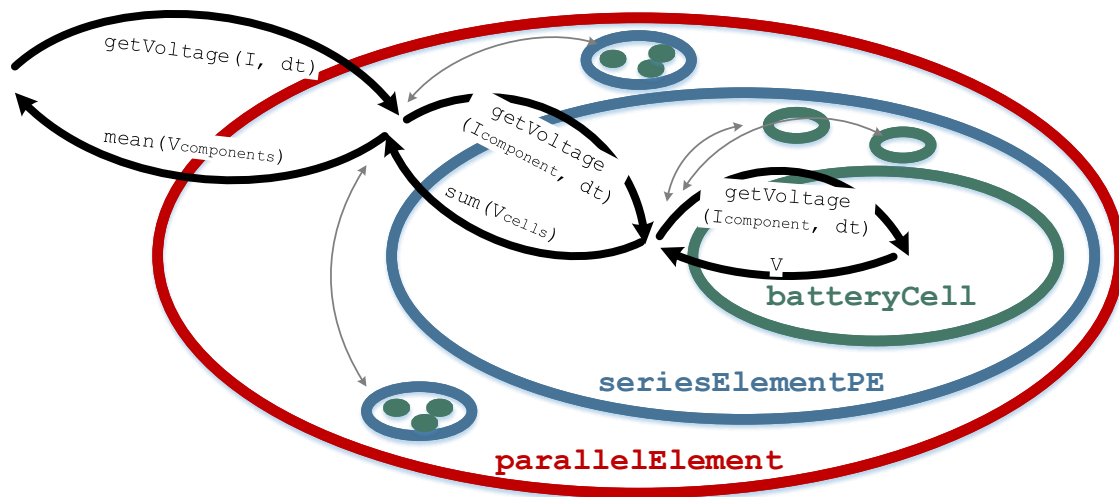 getVoltage(I, dt)
mean(Vcomponents)
getVoltage
(Icomponent, dt)
sum(Vcells)
getVoltage
(Icomponent, dt)
V
batteryCell
seriesElementPE
parallelElement